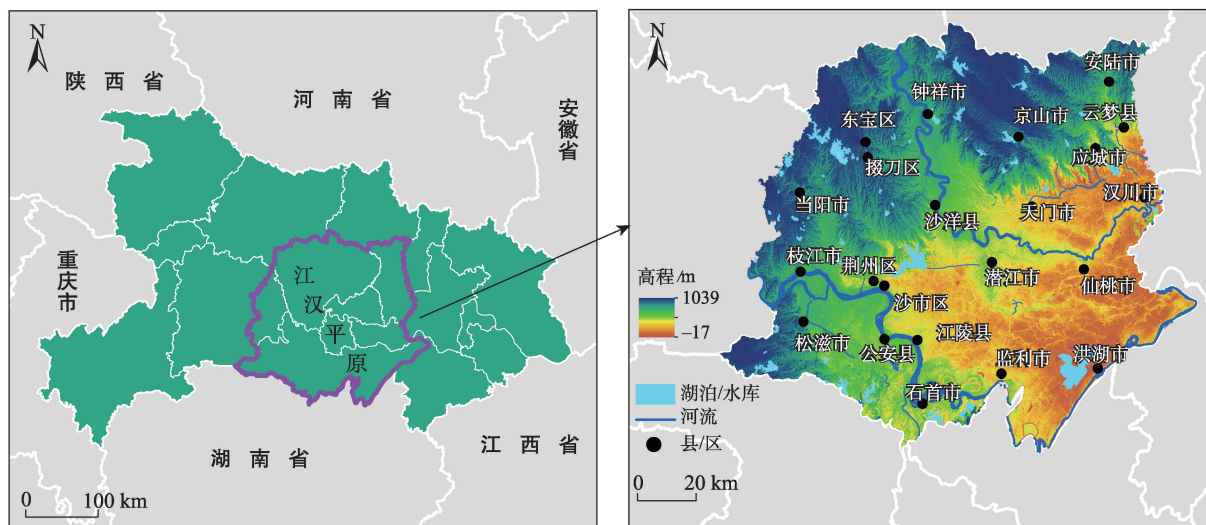 N
陕西省
河南省
安徽省
重庆市
江汉平原
湖南省
江西省
0 100 km
N
安陆市
钟祥市
云梦县
京山市
东宝区
应城市
掇刀区
汉川市
当阳市
天门市
沙洋县
枝江市
荆州区
潜江市
仙桃市
高程/m
1039
-17
沙市区
松滋市
公安县
江陵县
监利市
洪湖市
石首市
湖泊/水库
河流
县/区
0 20 km